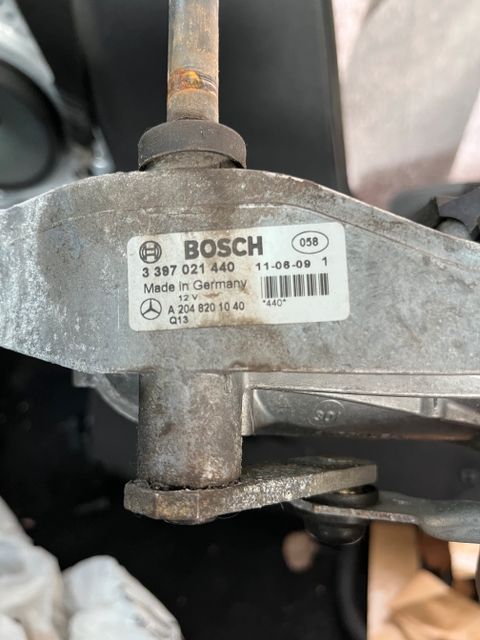 BOSCH 058
3 397 021 440 11-06-09 1
Made in Germany
12 V
A 204 820 10 40 *440*
Q13